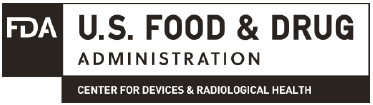 FDA U.S. FOOD & DRUG
ADMINISTRATION
CENTER FOR DEVICES & RADIOLOGICAL HEALTH